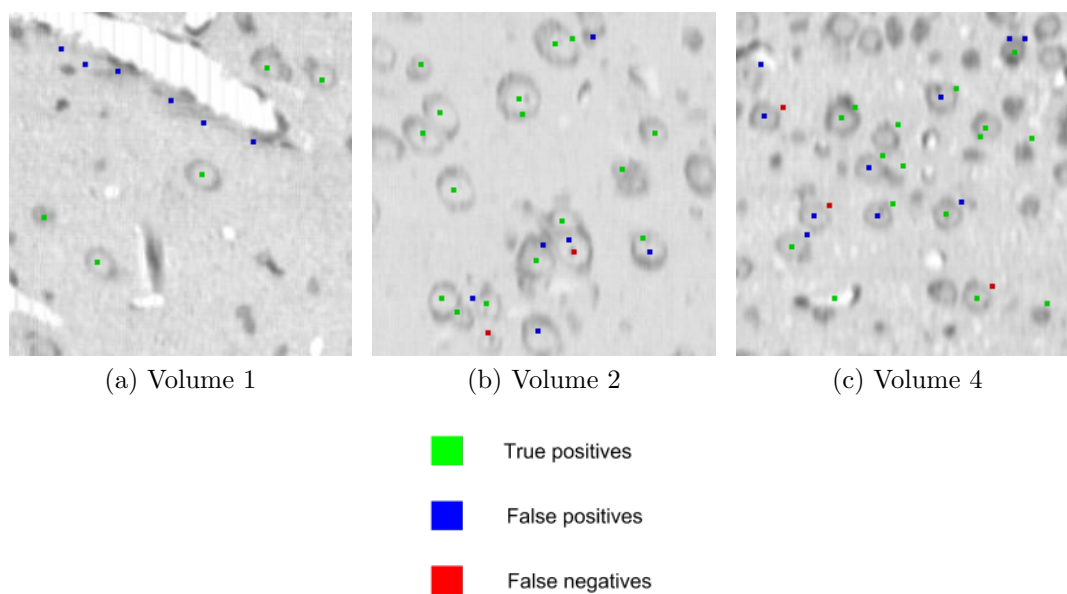 (a) Volume 1
(b) Volume 2
(c) Volume 4
True positives
False positives
False negatives